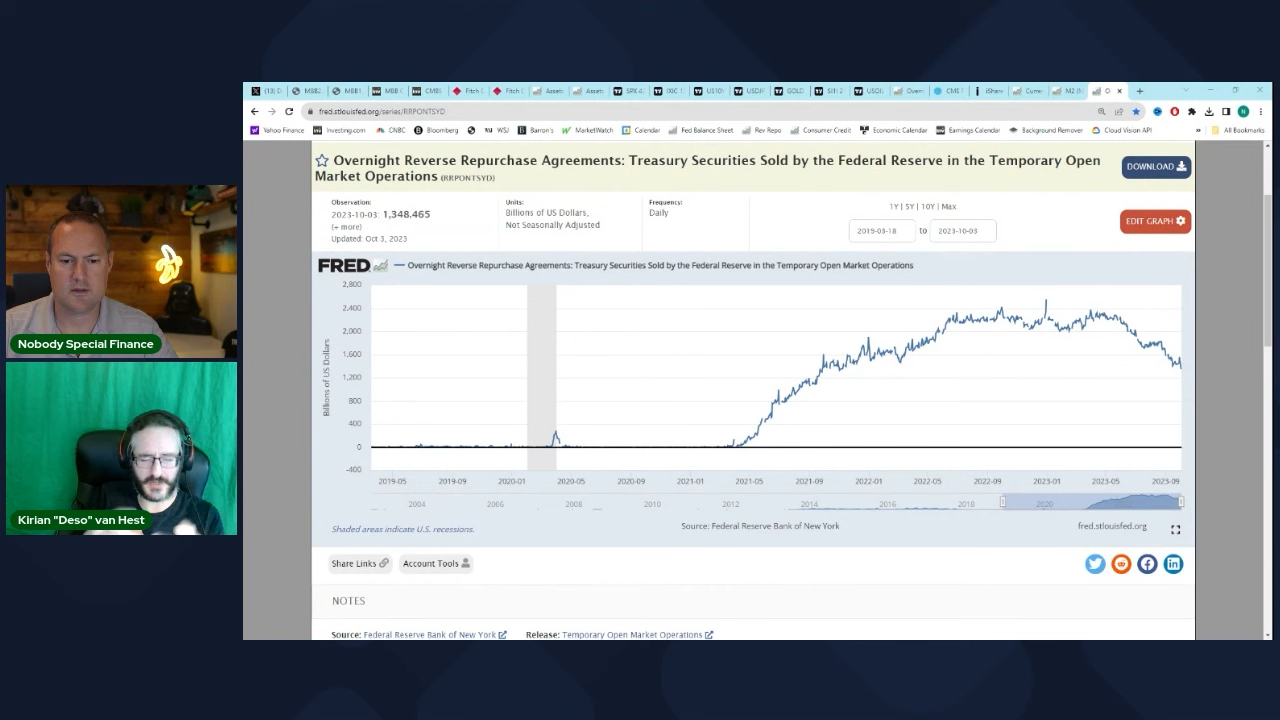 fred.stlouisfed.org/series/RRPONTSYD
Yahoo Finance Investing.com CNBC Bloomberg WSJ Barron's MarketWatch Calendar Fed Balance Sheet Rev Repo Consumer Credit Economic Calendar Earnings Calendar Background Remover Cloud Vision API » All Bookmarks
Overnight Reverse Repurchase Agreements: Treasury Securities Sold by the Federal Reserve in the Temporary Open
Market Operations (RRPONTSYD)
DOWNLOAD
Observation:
2023-10-03: 1,348.465
(+ more)
Updated: Oct 3, 2023
Units:
Billions of US Dollars,
Not Seasonally Adjusted
Frequency:
Daily
1Y | 5Y | 10Y | Max
2019-03-18 to 2023-10-03
EDIT GRAPH
FRED
Overnight Reverse Repurchase Agreements: Treasury Securities Sold by the Federal Reserve in the Temporary Open Market Operations
Billions of US Dollars
2,800
2,400
2,000
1,600
1,200
800
400
0
-400
2019-05 2019-09 2020-01 2020-05 2020-09 2021-01 2021-05 2021-09 2022-01 2022-05 2022-09 2023-01 2023-05 2023-09
2004 2006 2008 2010 2012 2014 2016 2018 2020
Shaded areas indicate U.S. recessions.
Source: Federal Reserve Bank of New York
fred.stlouisfed.org
Share Links
Account Tools
NOTES
Source: Federal Reserve Bank of New York
Release: Temporary Open Market Operations
Nobody Special Finance
Kirian "Deso" van Hest